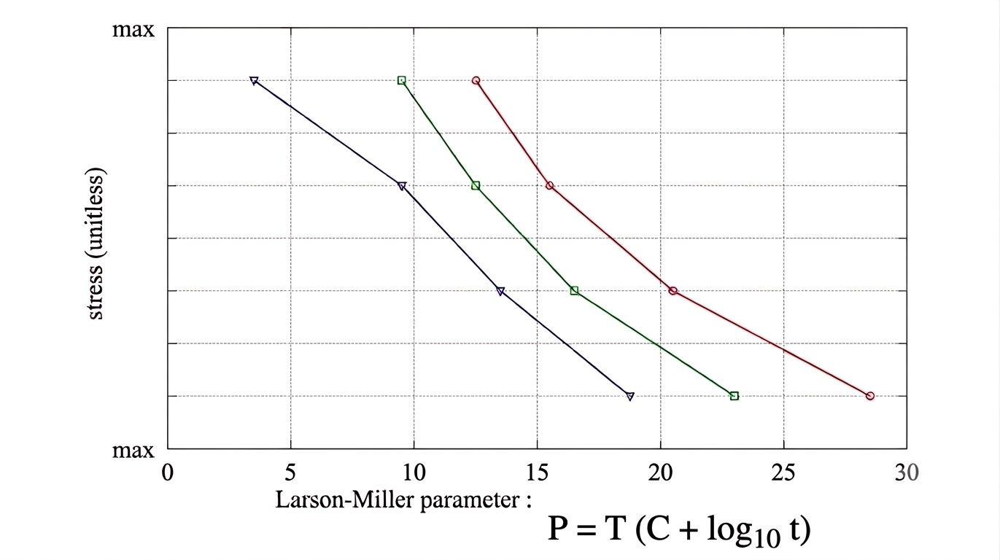 max
stress (unitless)
max
0 5 10 15 20 25 30
Larson-Miller parameter :
P = T (C + log₁₀ t)